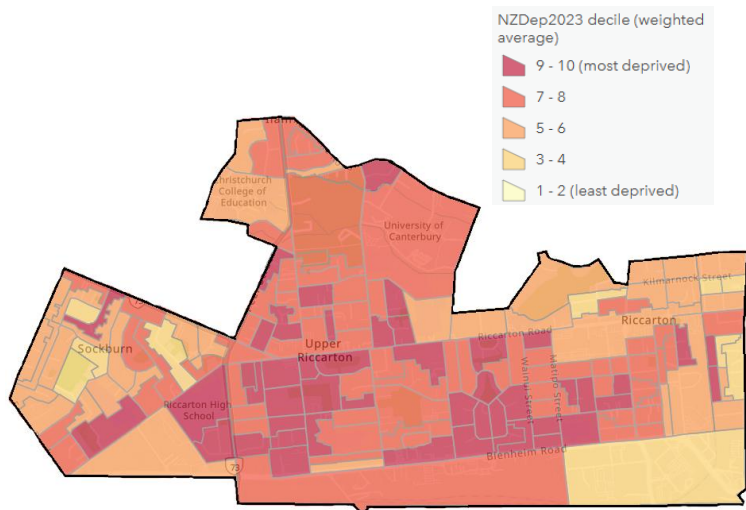 NZDep2023 decile (weighted
average)
9 - 10 (most deprived)
7 - 8
5 - 6
3 - 4
1 - 2 (least deprived)
Christchurch
College of
Education
University of
Canterbury
Kilmarnock Street
Riccarton
Riccarton Road
Upper
Riccarton
Sockburn
Walnut Street
Matipo Street
Riccarton High
School
Blenheim Road
73